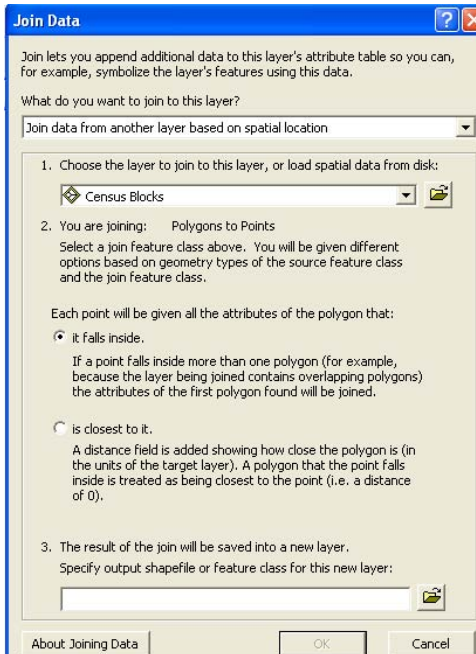 Join Data
Join lets you append additional data to this layer's attribute table so you can,
for example, symbolize the layer's features using this data.
What do you want to join to this layer?
Join data from another layer based on spatial location
1. Choose the layer to join to this layer, or load spatial data from disk:
Census Blocks
2. You are joining: Polygons to Points
Select a join feature class above. You will be given different
options based on geometry types of the source feature class
and the join feature class.
Each point will be given all the attributes of the polygon that:
it falls inside.
If a point falls inside more than one polygon (for example,
because the layer being joined contains overlapping polygons)
the attributes of the first polygon found will be joined.
is closest to it.
A distance field is added showing how close the polygon is (in
the units of the target layer). A polygon that the point falls
inside is treated as being closest to the point (i.e. a distance
of 0).
3. The result of the join will be saved into a new layer.
Specify output shapefile or feature class for this new layer:
About Joining Data OK Cancel